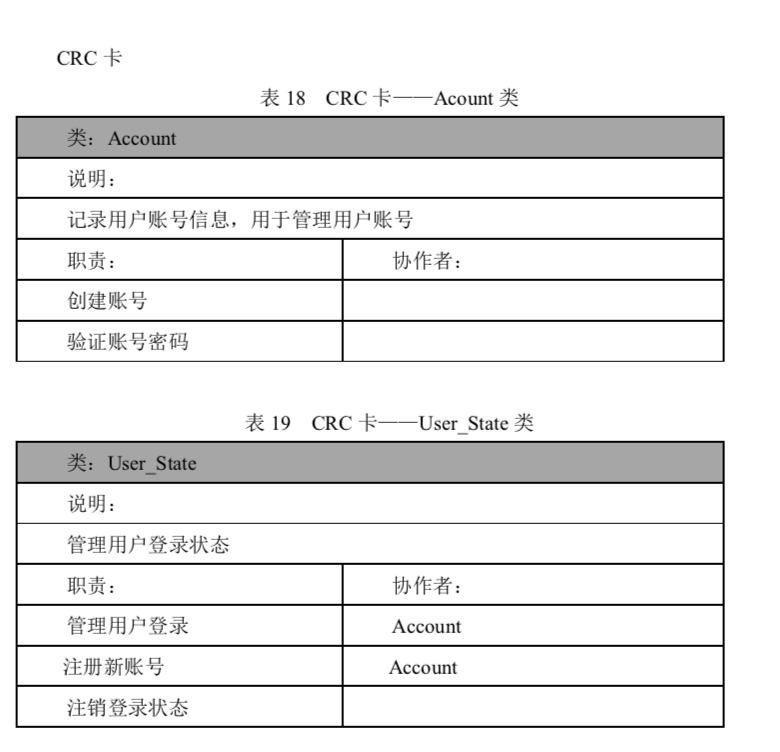 CRC 卡
表 18 CRC 卡——Acount 类
类：Account
说明：
记录用户账号信息，用于管理用户账号
职责： 协作者：
创建账号
验证账号密码
表 19 CRC 卡——User_State 类
类：User_State
说明：
管理用户登录状态
职责： 协作者：
管理用户登录 Account
注册新账号 Account
注销登录状态